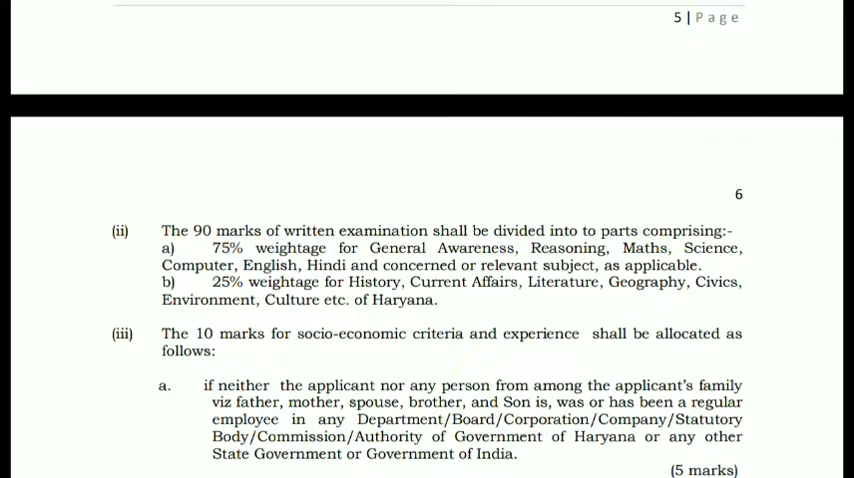 5 | P a g e
6
(ii) The 90 marks of written examination shall be divided into to parts comprising:-
a) 75% weightage for General Awareness, Reasoning, Maths, Science,
Computer, English, Hindi and concerned or relevant subject, as applicable.
b) 25% weightage for History, Current Affairs, Literature, Geography, Civics,
Environment, Culture etc. of Haryana.
(iii) The 10 marks for socio-economic criteria and experience shall be allocated as
follows:
a. if neither the applicant nor any person from among the applicant's family
viz father, mother, spouse, brother, and Son is, was or has been a regular
employee in any Department/Board/Corporation/Company/Statutory
Body/Commission/Authority of Government of Haryana or any other
State Government or Government of India.
(5 marks)